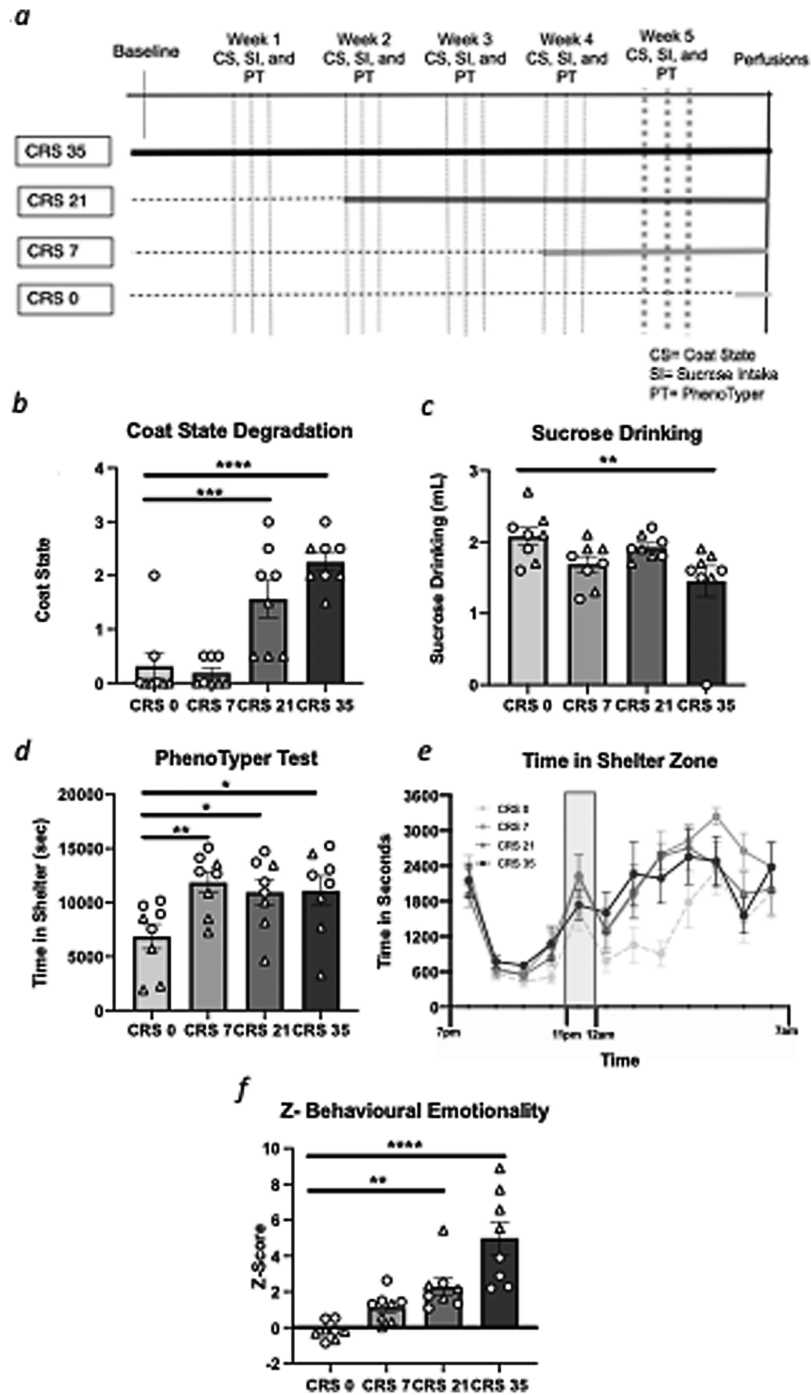 a
Baseline
Week 1
CS, SI, and
PT
Week 2
CS, SI, and
PT
Week 3
CS, SI, and
PT
Week 4
CS, SI, and
PT
Week 5
CS, SI, and
PT
Perfusions
CRS 35
CRS 21
CRS 7
CRS 0
CS= Coat State
SI= Sucrose Intake
PT= PhenoTyper
b
Coat State Degradation
Coat State
4
3
2
1
0
****
***
CRS 0 CRS 7 CRS 21 CRS 35
c
Sucrose Drinking
Sucrose Drinking (mL)
3
2
1
0
**
CRS 0 CRS 7 CRS 21 CRS 35
d
PhenoTyper Test
Time in Shelter (sec)
20000
15000
10000
5000
0
*
*
**
CRS 0 CRS 7 CRS 21 CRS 35
e
Time in Shelter Zone
Time in Seconds
3600
3000
2400
1800
1200
600
0
CRS 0
CRS 7
CRS 21
CRS 35
7pm 11pm 12am 7am
Time
f
Z- Behavioural Emotionality
Z-Score
10
8
6
4
2
0
-2
****
**
CRS 0 CRS 7 CRS 21 CRS 35